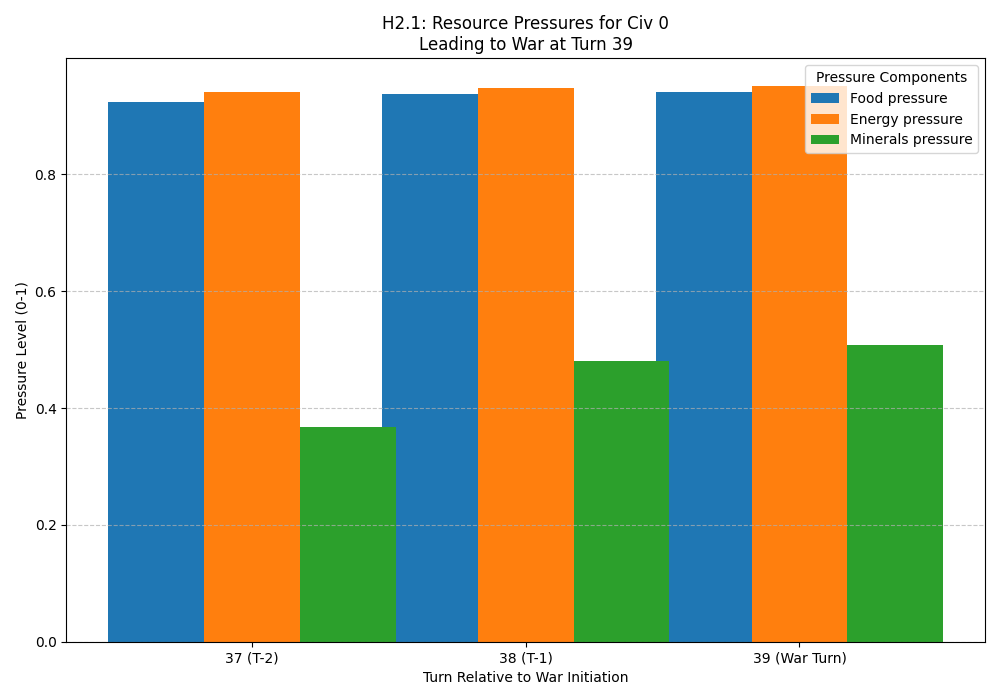 H2.1: Resource Pressures for Civ 0
Leading to War at Turn 39
Pressure Components
Food pressure
Energy pressure
Minerals pressure
Pressure Level (0-1)
0.8
0.6
0.4
0.2
0.0
37 (T-2)
38 (T-1)
39 (War Turn)
Turn Relative to War Initiation